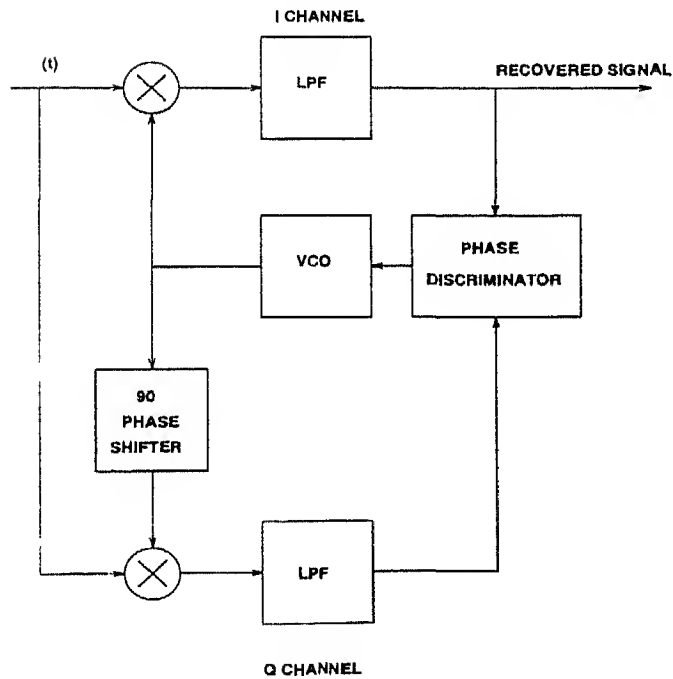 I CHANNEL
(t)
LPF
RECOVERED SIGNAL
VCO
PHASE
DISCRIMINATOR
90
PHASE
SHIFTER
LPF
Q CHANNEL